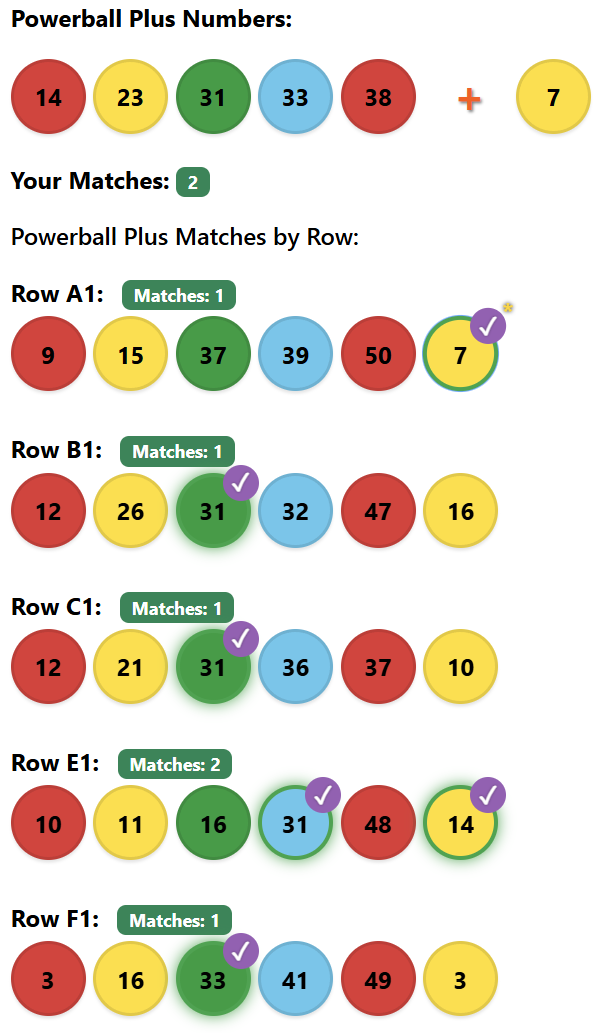 Powerball Plus Numbers:
14 23 31 33 38 + 7
Your Matches: 2
Powerball Plus Matches by Row:
Row A1: Matches: 1
9 15 37 39 50 7 *
Row B1: Matches: 1
12 26 31 32 47 16
Row C1: Matches: 1
12 21 31 36 37 10
Row E1: Matches: 2
10 11 16 31 48 14
Row F1: Matches: 1
3 16 33 41 49 3